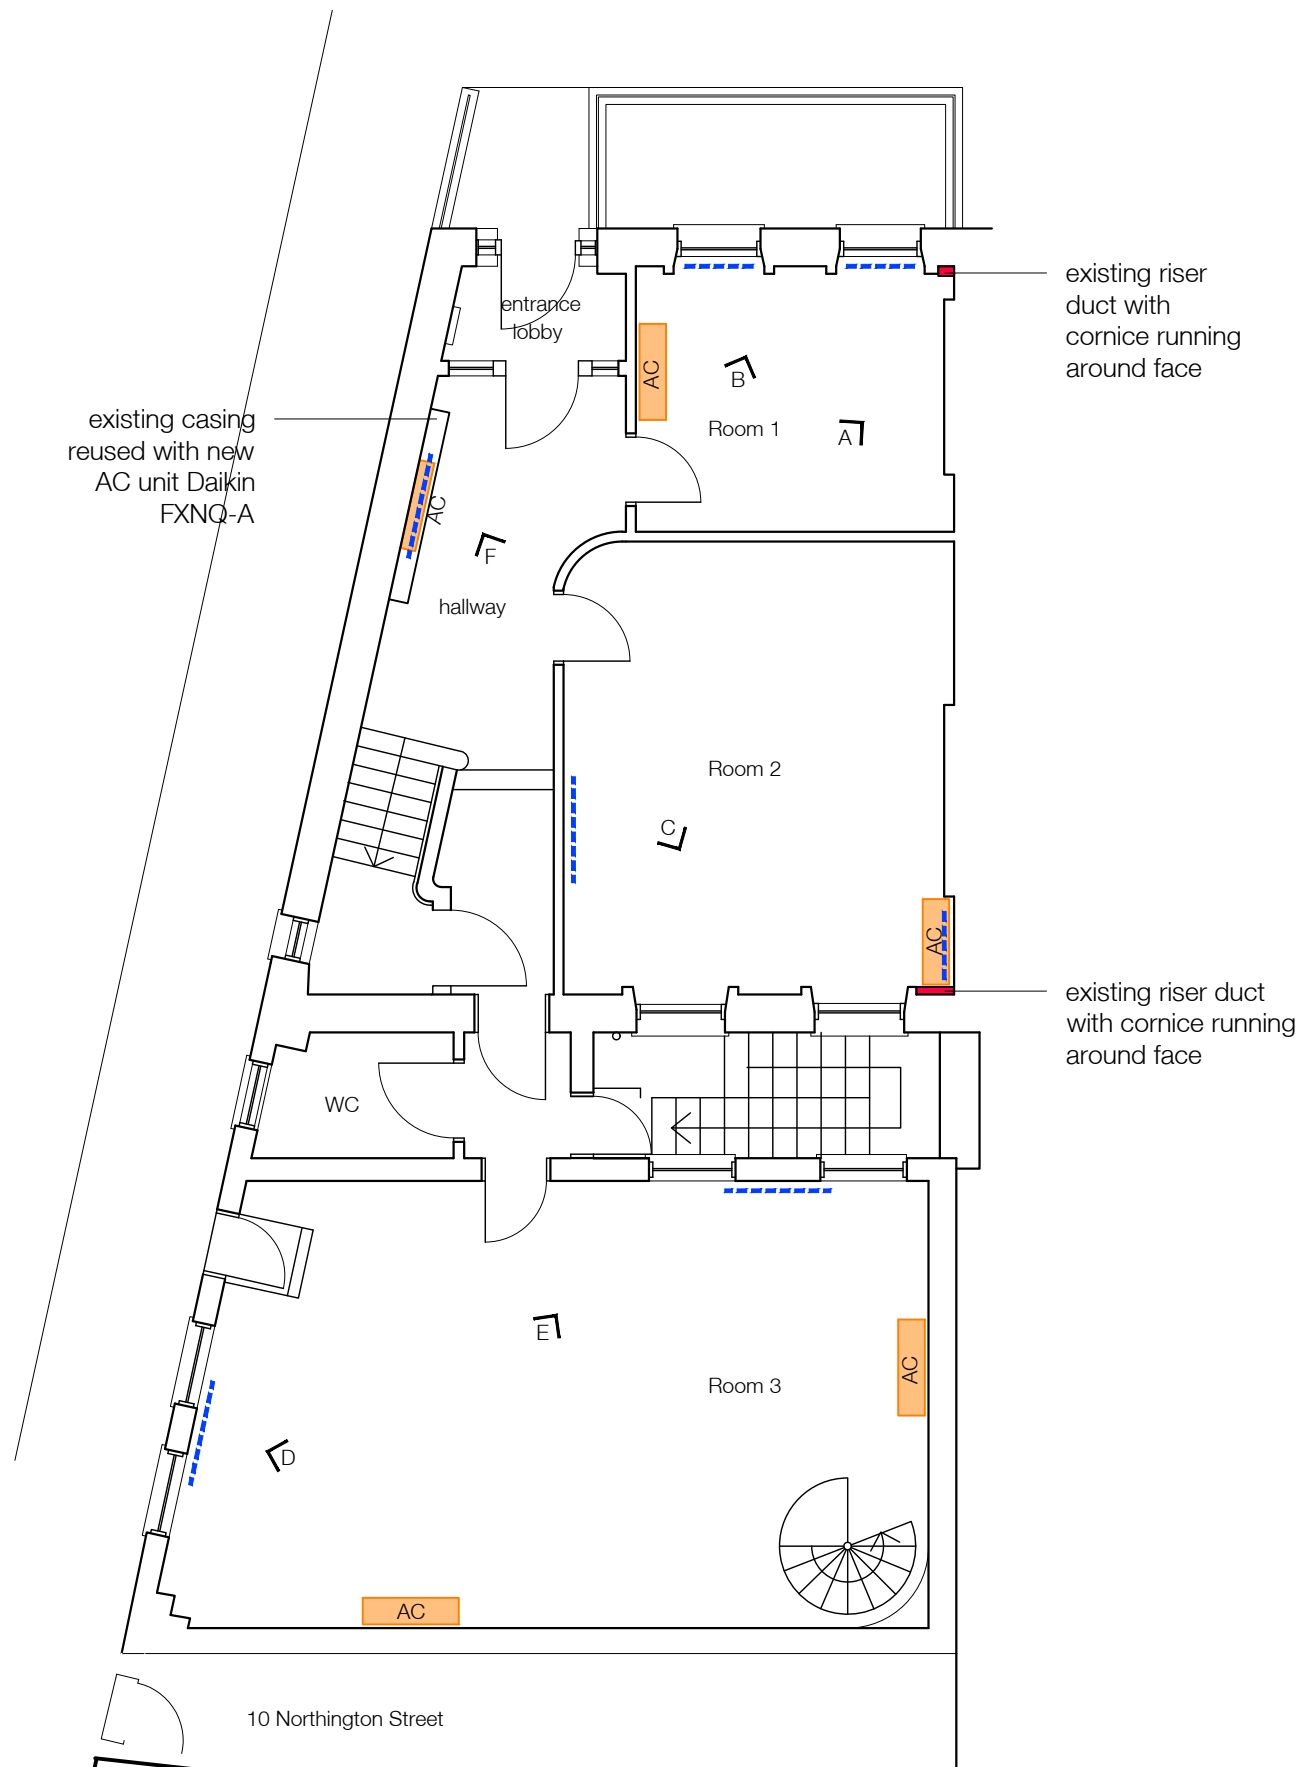 entrance
lobby
existing riser
duct with
cornice running
around face
AC
B
Room 1
A
existing casing
reused with new
AC unit Daikin
FXNQ-A
AC
F
hallway
Room 2
C
AC
existing riser duct
with cornice running
around face
WC
E
Room 3
AC
D
AC
10 Northington Street